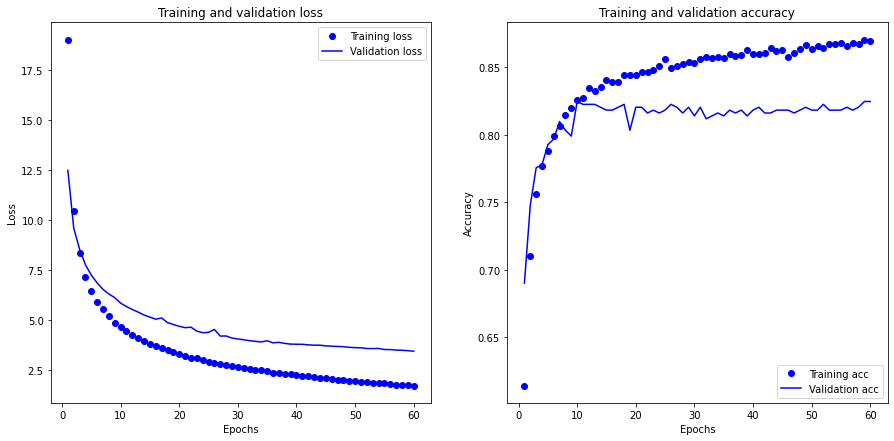 Training and validation loss
Training loss
Validation loss
17.5
15.0
12.5
10.0
7.5
5.0
2.5
Loss
0 10 20 30 40 50 60
Epochs
Training and validation accuracy
0.85
0.80
0.75
0.70
0.65
Accuracy
Training acc
Validation acc
0 10 20 30 40 50 60
Epochs